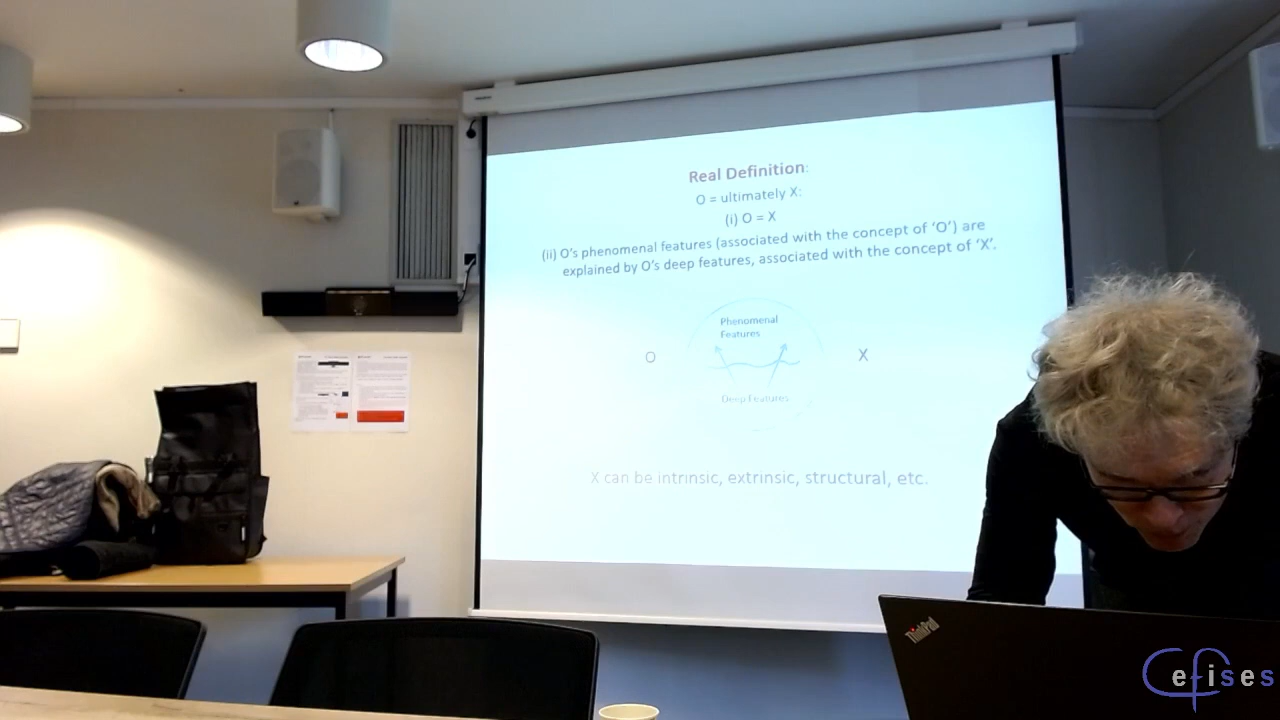 Real Definition:
O = ultimately X:
(i) O = X
(ii) O's phenomenal features (associated with the concept of 'O') are
explained by O's deep features, associated with the concept of 'X'.
Phenomenal
Features
O
X
Deep Features
X can be intrinsic, extrinsic, structural, etc.
ThinkPad
Cefises